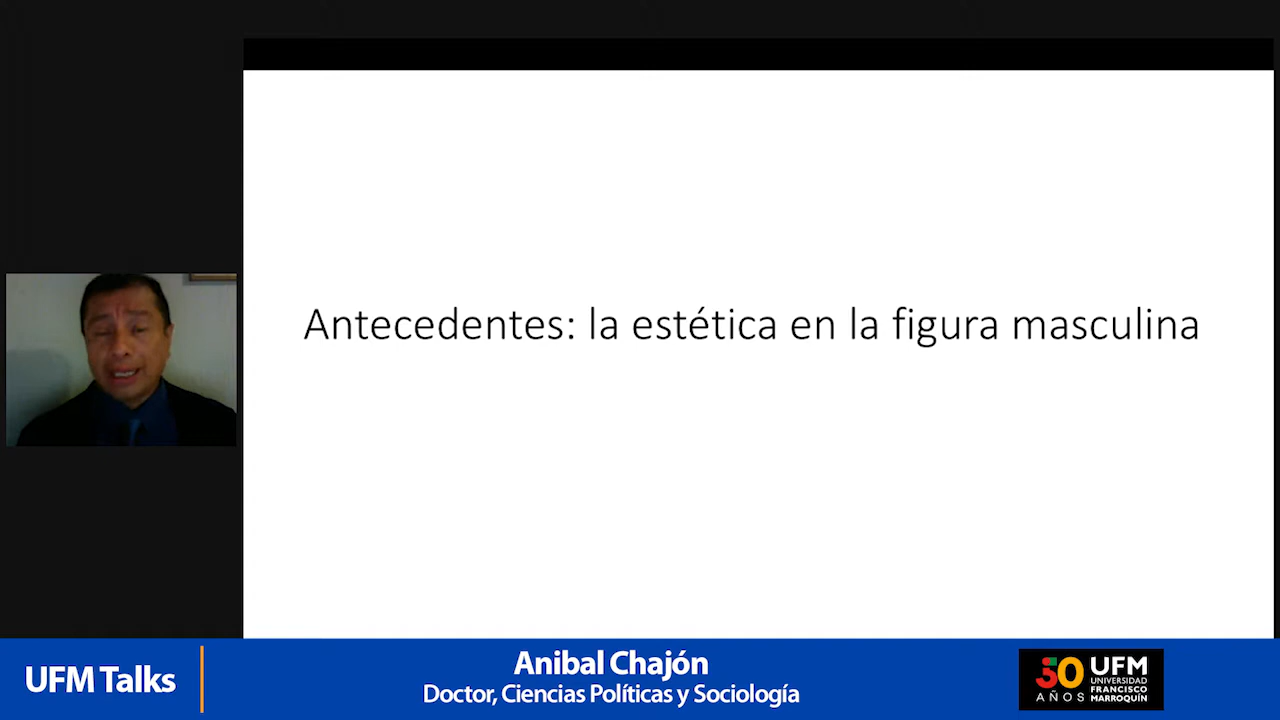 Antecedentes: la estética en la figura masculina
UFM Talks
Anibal Chajón
Doctor, Ciencias Políticas y Sociología
50
AÑOS
UFM
UNIVERSIDAD
FRANCISCO
MARROQUÍN